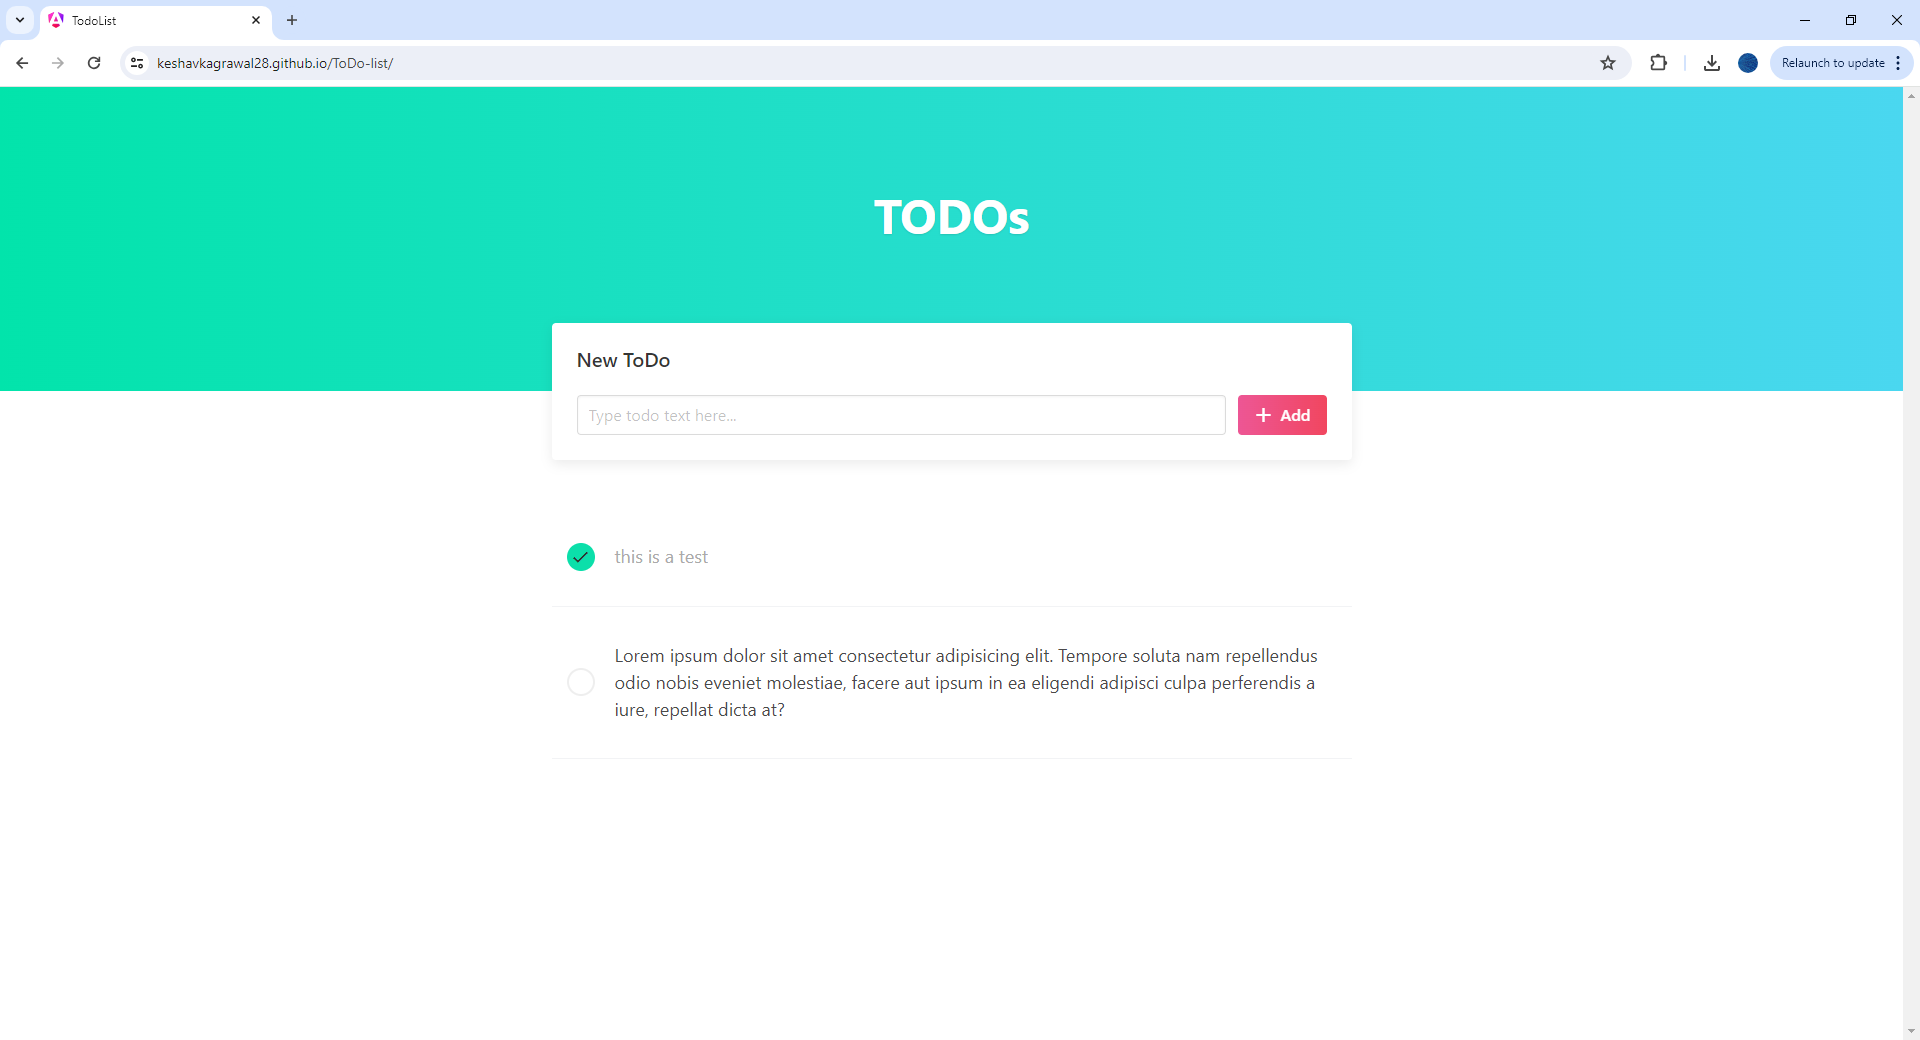 TodoList
keshavkagrawal28.github.io/ToDo-list/
Relaunch to update
TODOs
New ToDo
Type todo text here...
Add
this is a test
Lorem ipsum dolor sit amet consectetur adipisicing elit. Tempore soluta nam repellendus
odio nobis eveniet molestiae, facere aut ipsum in ea eligendi adipisci culpa perferendis a
iure, repellat dicta at?